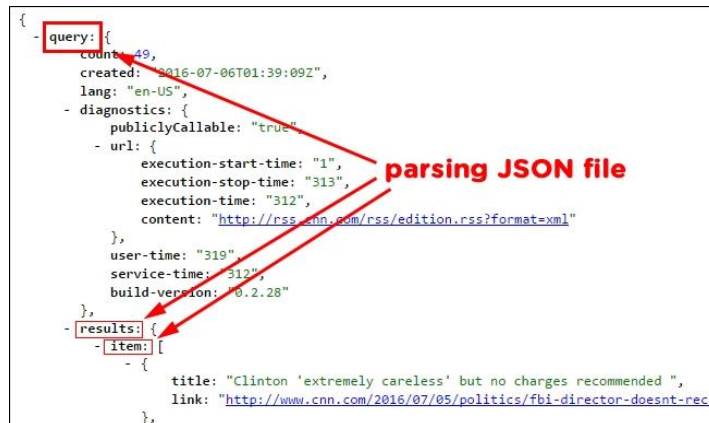 {
- query: {
count: 49,
created: "2016-07-06T01:39:09Z",
lang: "en-US",
- diagnostics: {
publiclyCallable: "true",
- url: {
execution-start-time: "1",
execution-stop-time: "313",
execution-time: "312",
content: "http://rss.cnn.com/rss/edition.rss?format=xml"
},
user-time: "319",
service-time: "312",
build-version: "0.2.28"
},
- results: {
- item: [
- {
title: "Clinton 'extremely careless' but no charges recommended ",
link: "http://www.cnn.com/2016/07/05/politics/fbi-director-doesnt-rec
},
parsing JSON file